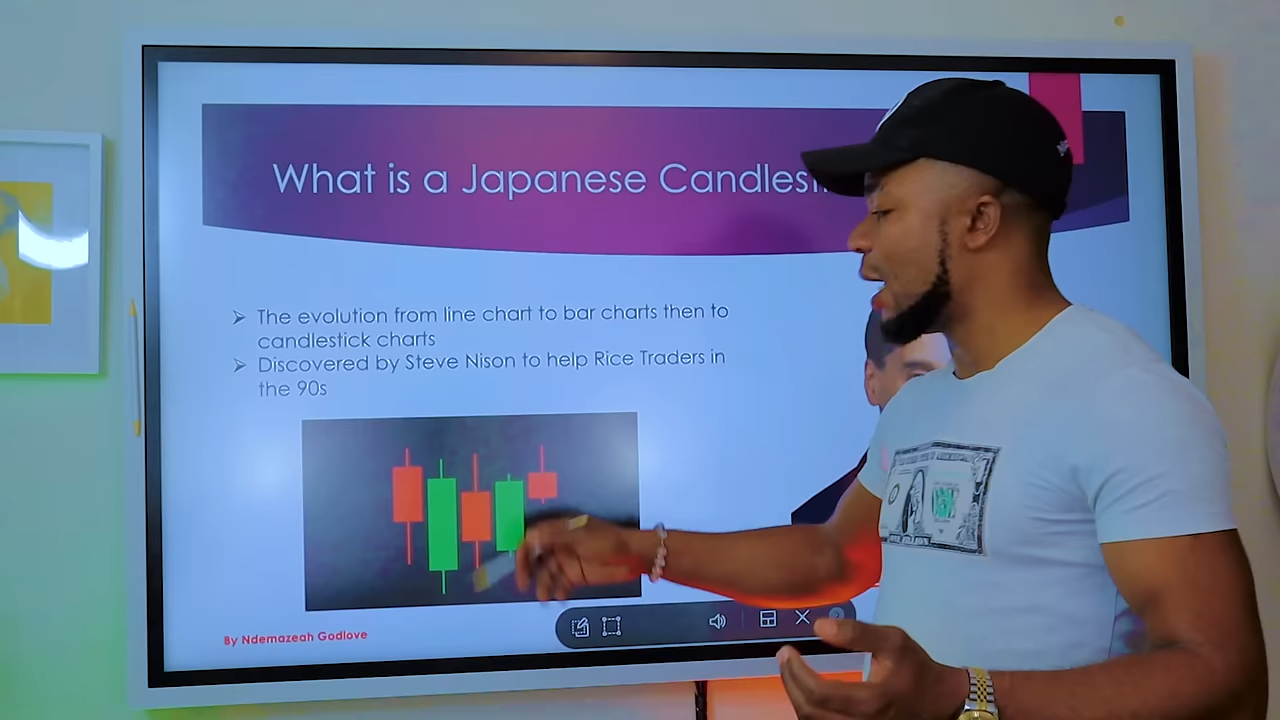 What is a Japanese
The evolution from line chart to bar charts then to
candlestick charts
Discovered by Steve Nison to help Rice Traders in
the 90s
By Ndemazeah Godlove